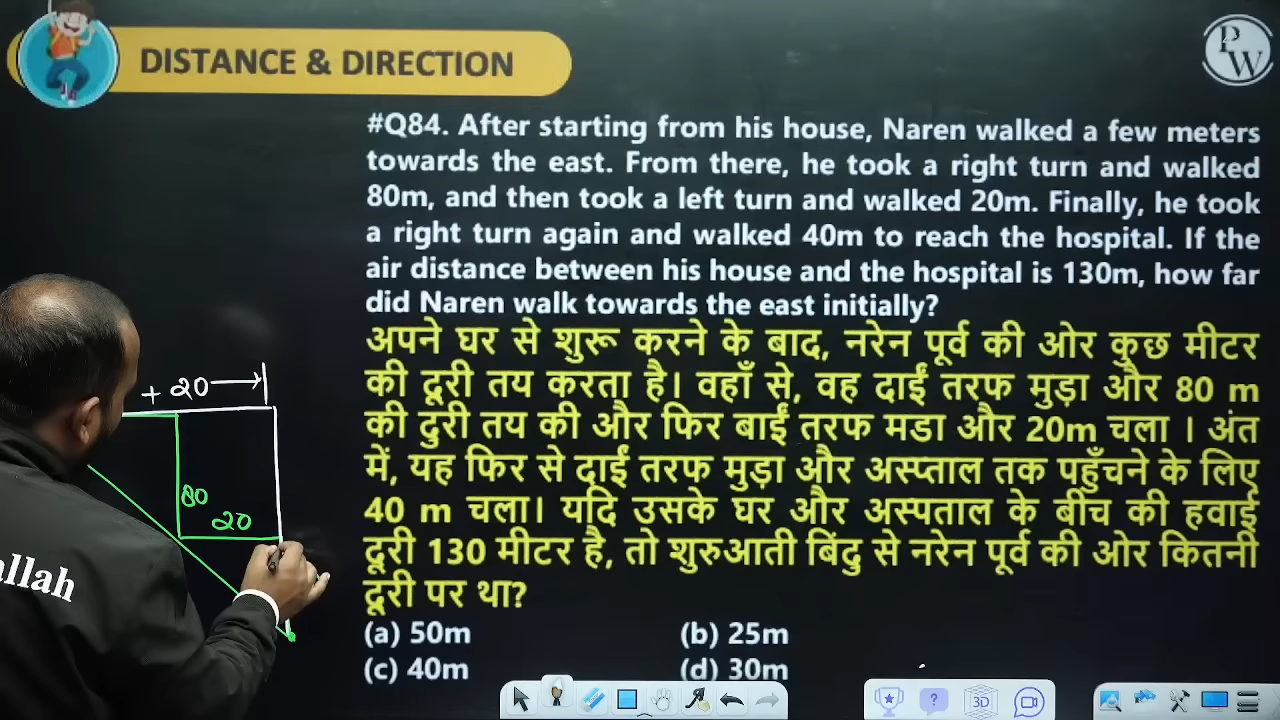 DISTANCE & DIRECTION
PW
#Q84. After starting from his house, Naren walked a few meters
towards the east. From there, he took a right turn and walked
80m, and then took a left turn and walked 20m. Finally, he took
a right turn again and walked 40m to reach the hospital. If the
air distance between his house and the hospital is 130m, how far
did Naren walk towards the east initially?
अपने घर से शुरू करने के बाद, नरेन पूर्व की ओर कुछ मीटर
की दूरी तय करता है। वहाँ से, वह दाईं तरफ मुड़ा और 80 m
की दुरी तय की और फिर बाईं तरफ मडा और 20m चला । अंत
में, यह फिर से दाईं तरफ मुड़ा और अस्प्ताल तक पहुँचने के लिए
40 m चला। यदि उसके घर और अस्पताल के बीच की हवाई
दूरी 130 मीटर है, तो शुरुआती बिंदु से नरेन पूर्व की ओर कितनी
दूरी पर था?
(a) 50m
(b) 25m
(c) 40m
(d) 30m
+ 20
80
20
allah
3D